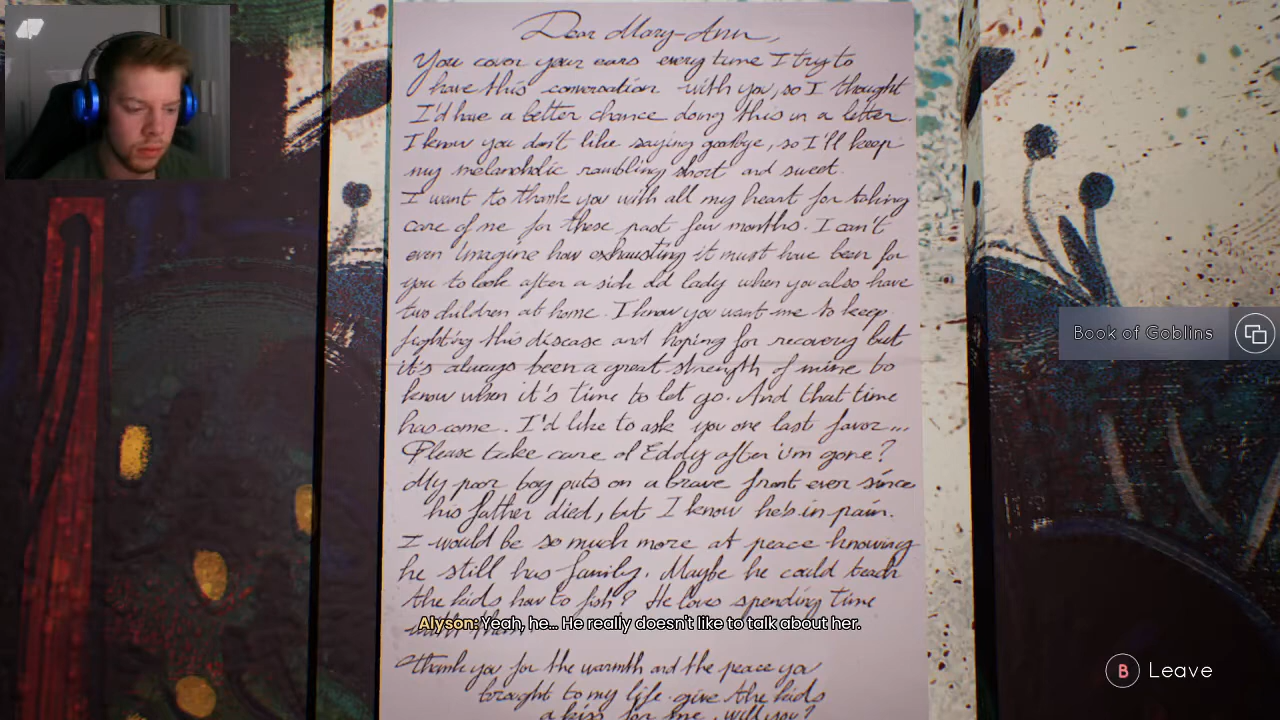 Dear Mary-Ann,
You cover your ears every time I try to
have this conversation with you, so I thought
I'd have a better chance doing this in a letter.
I know you don't like saying goodbye, so I'll keep
my melancholic rambling short and sweet.
I want to thank you with all my heart for taking
care of me for these past few months. I can't
even imagine how exhausting it must have been for
you to look after a sick old lady when you also have
two children at home. I know you want me to keep
fighting this disease and hoping for recovery but
it's always been a great strength of mine to
know when it's time to let go. And that time
has come. I'd like to ask you one last favor...
Please take care of Eddy after i'm gone?
My poor boy puts on a brave front ever since
his father died, but I know he's in pain.
I would be so much more at peace knowing
he still has family. Maybe he could teach
the kids how to fish? He loves spending time
with them.
Alyson: Yeah, he... He really doesn't like to talk about her.
thank you for the warmth and the peace you
brought to my life. give the kids
a kiss for me, will you?
Book of Goblins
B Leave